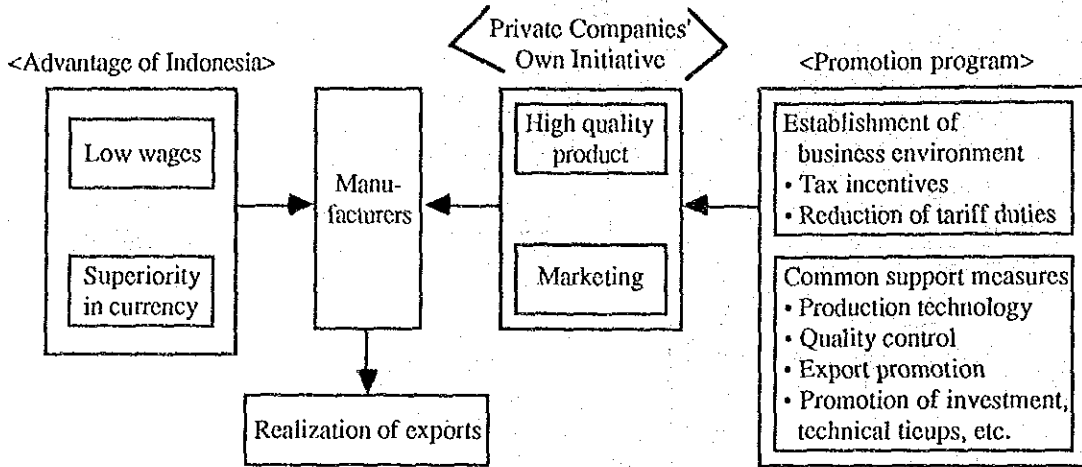 <Advantage of Indonesia>
Low wages
Superiority
in currency
Manu-
facturers
Realization of exports
Private Companies'
Own Initiative
High quality
product
Marketing
<Promotion program>
Establishment of
business environment
• Tax incentives
• Reduction of tariff duties
Common support measures
• Production technology
• Quality control
• Export promotion
• Promotion of investment,
technical tieups, etc.